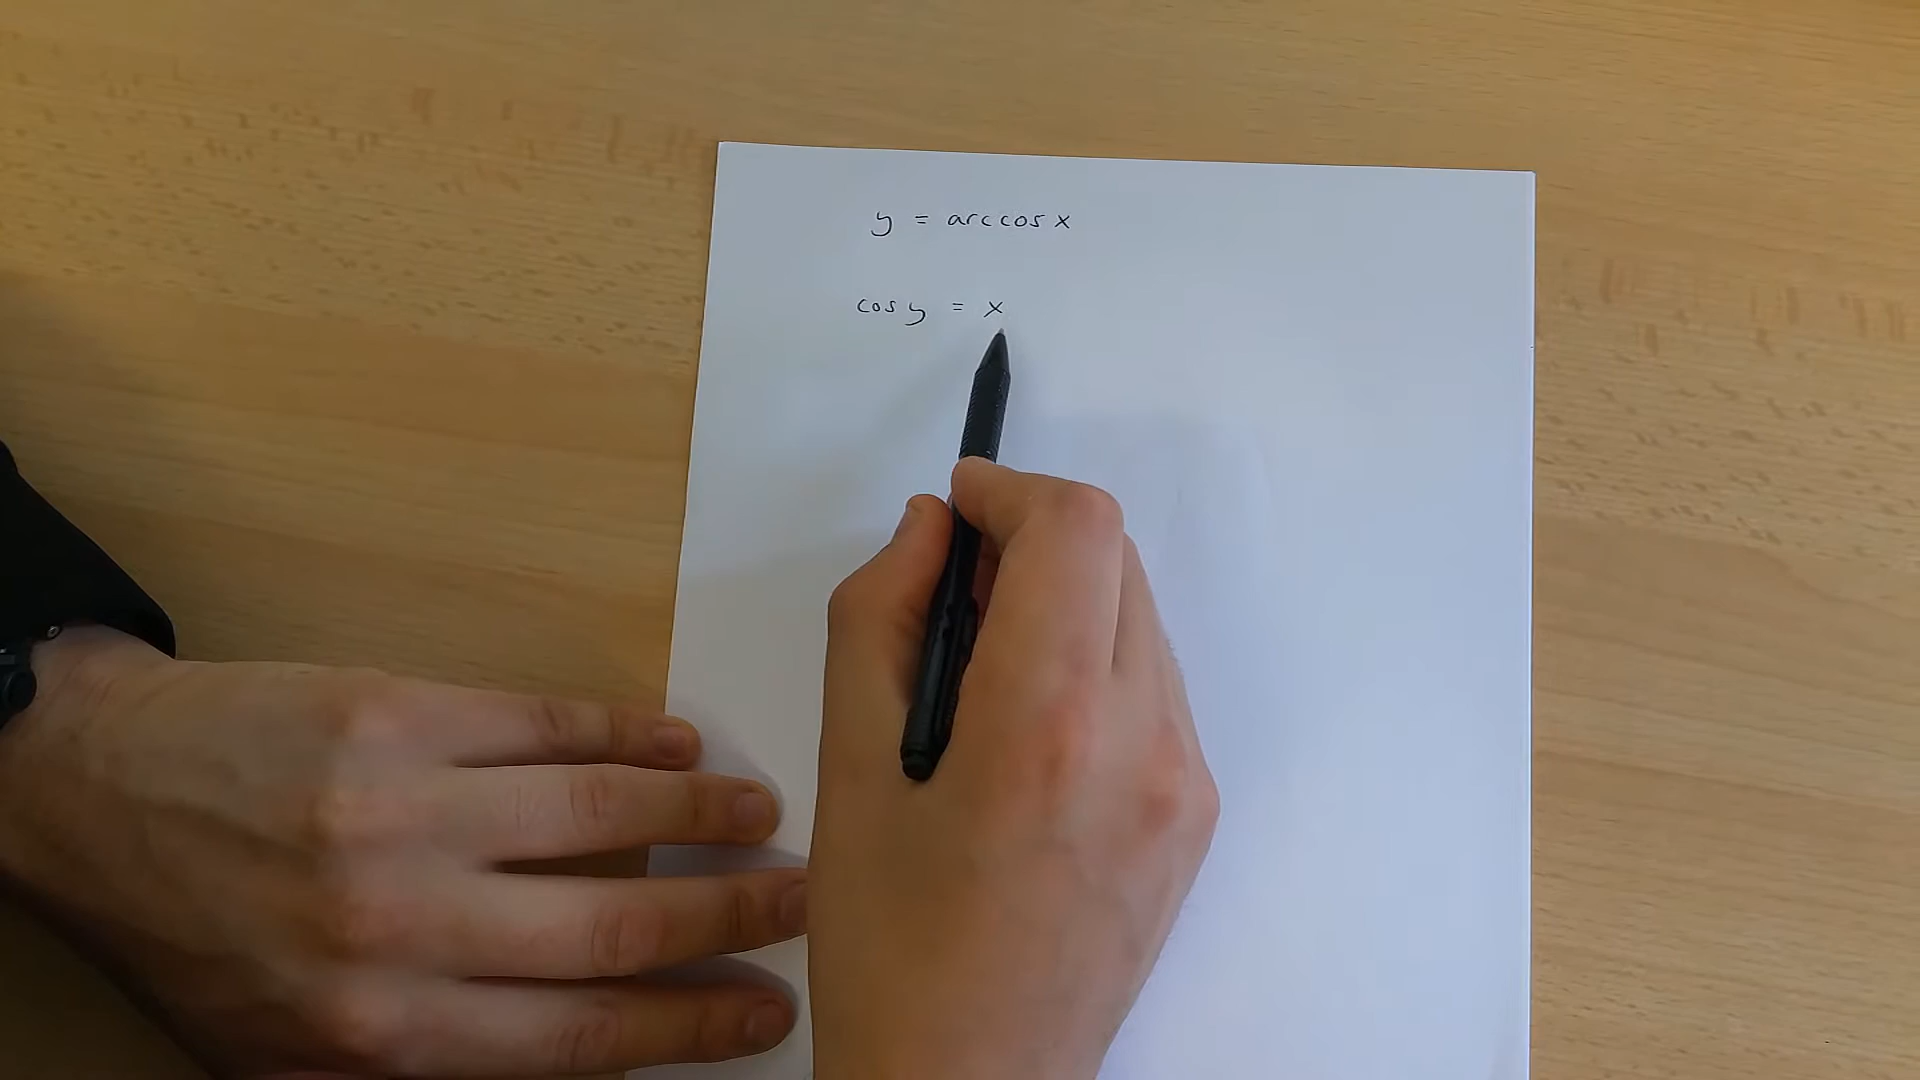 y = arccos x
cos y = x